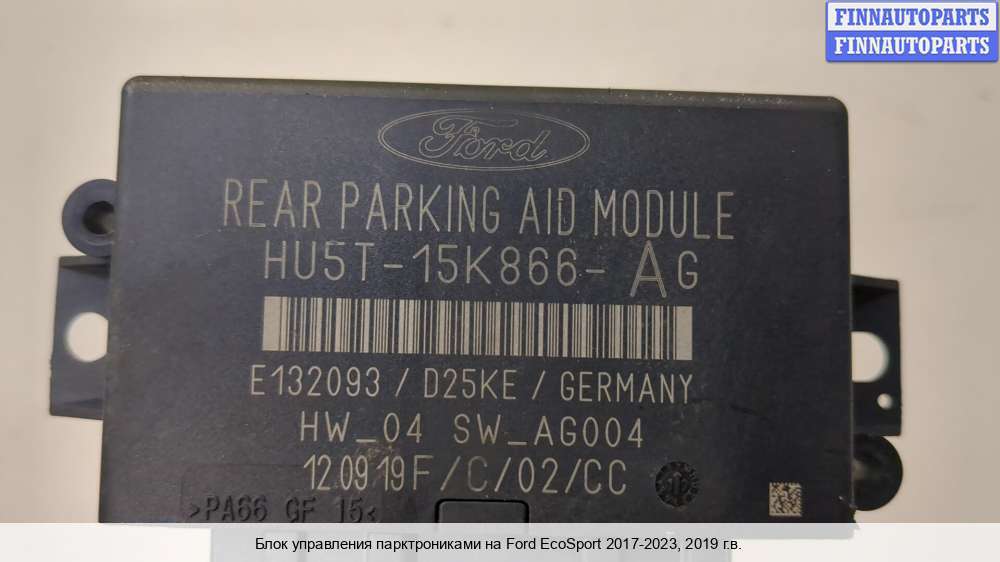 FINNAUTOPARTS
FINNAUTOPARTS
Ford
REAR PARKING AID MODULE
HU5T-15K866-AG
E132093/D25KE/GERMANY
HW_04 SW_AG004
12.09.19F/C/02/CC
>PA66 GF 15<
Блок управления парктрониками на Ford EcoSport 2017-2023, 2019 г.в.